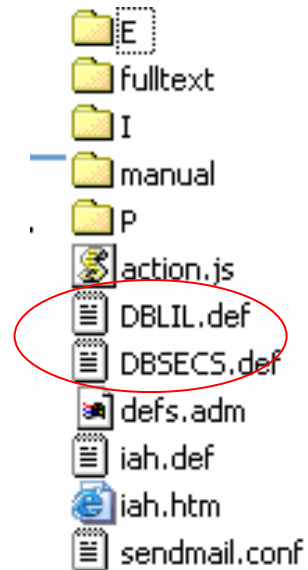 E
fulltext
I
manual
P
action.js
DBLIL.def
DBSECS.def
defs.adm
iah.def
iah.htm
sendmail.conf